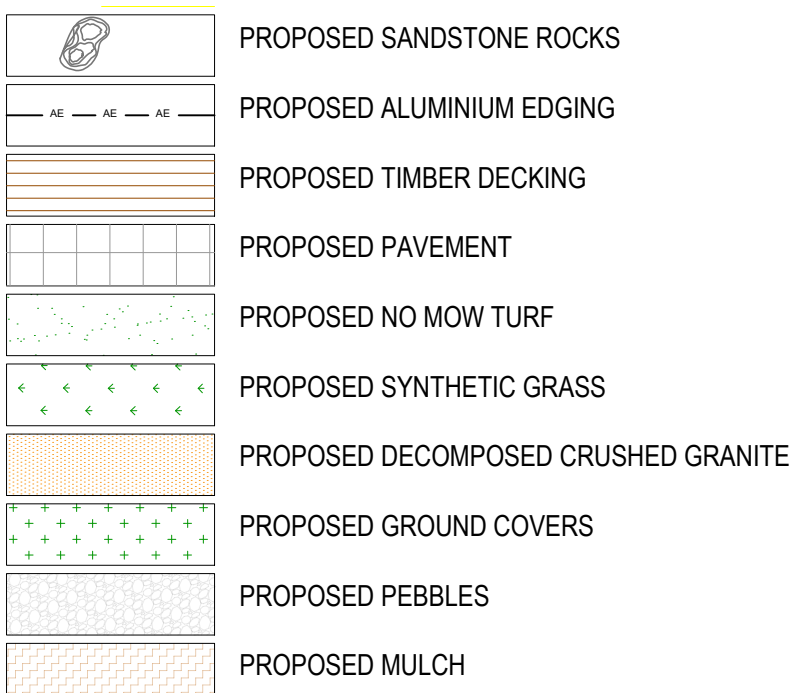 PROPOSED SANDSTONE ROCKS
AE AE AE PROPOSED ALUMINIUM EDGING
PROPOSED TIMBER DECKING
PROPOSED PAVEMENT
PROPOSED NO MOW TURF
PROPOSED SYNTHETIC GRASS
PROPOSED DECOMPOSED CRUSHED GRANITE
PROPOSED GROUND COVERS
PROPOSED PEBBLES
PROPOSED MULCH